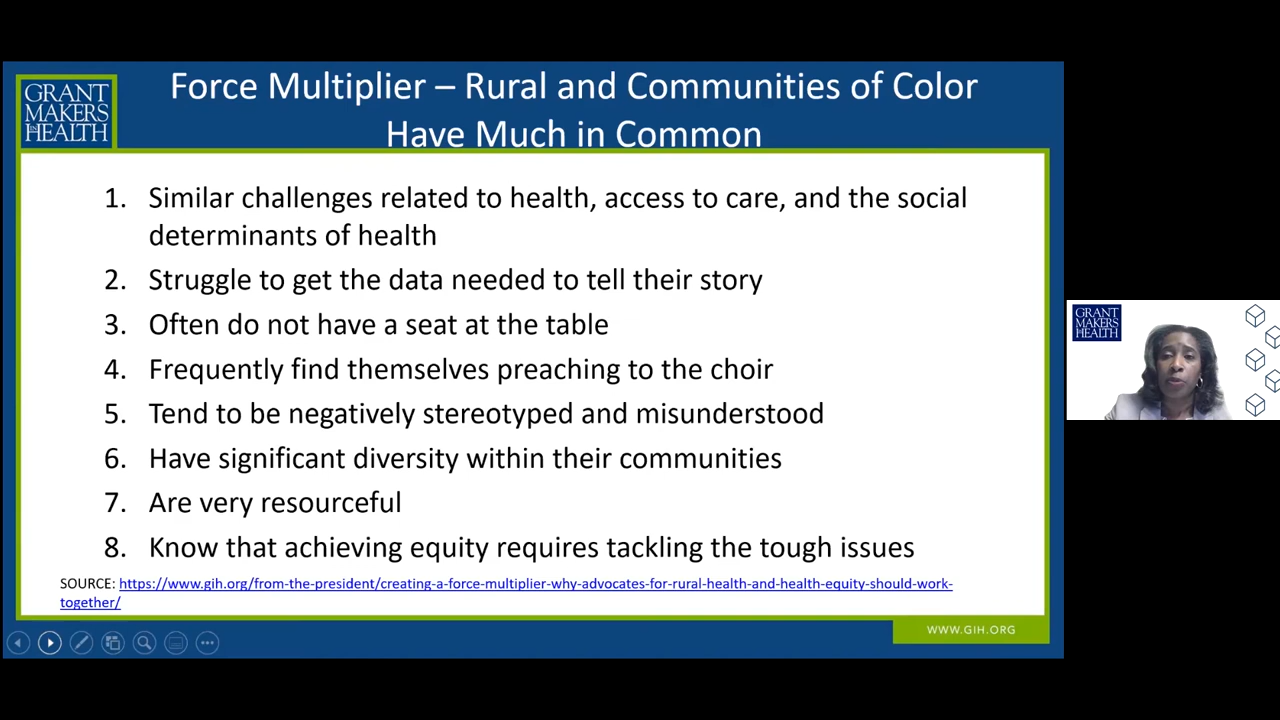 GRANT
MAKERS
IN
HEALTH
Force Multiplier – Rural and Communities of Color
Have Much in Common
1. Similar challenges related to health, access to care, and the social
determinants of health
2. Struggle to get the data needed to tell their story
3. Often do not have a seat at the table
4. Frequently find themselves preaching to the choir
5. Tend to be negatively stereotyped and misunderstood
6. Have significant diversity within their communities
7. Are very resourceful
8. Know that achieving equity requires tackling the tough issues
SOURCE: https://www.gih.org/from-the-president/creating-a-force-multiplier-why-advocates-for-rural-health-and-health-equity-should-work-
together/
WWW.GIH.ORG
GRANT
MAKERS
IN
HEALTH